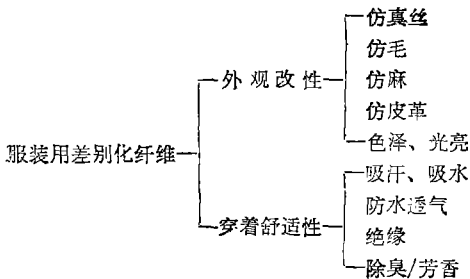 仿真丝
仿毛
外观改性
仿麻
仿皮革
服装用差别化纤维
色泽、光亮
吸汗、吸水
防水透气
穿着舒适性
绝缘
除臭/芳香